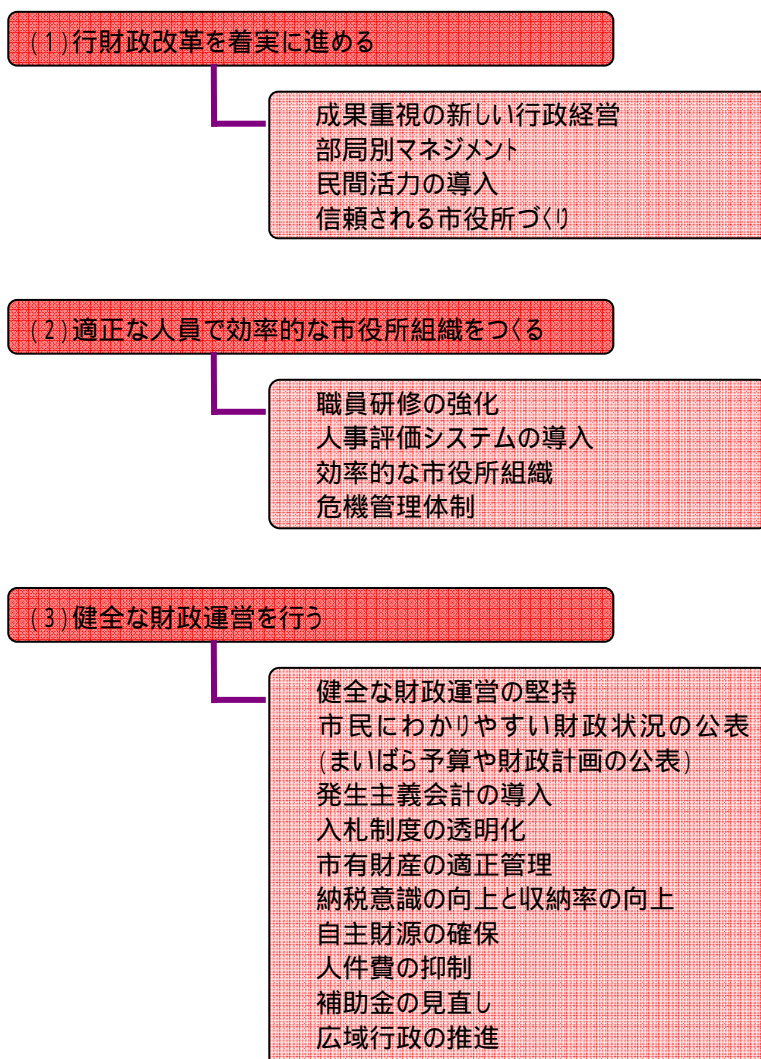 (1)行財政改革を着実に進める
成果重視の新しい行政経営
部局別マネジメント
民間活力の導入
信頼される市役所づくり
(2)適正な人員で効率的な市役所組織をつくる
職員研修の強化
人事評価システムの導入
効率的な市役所組織
危機管理体制
(3)健全な財政運営を行う
健全な財政運営の堅持
市民にわかりやすい財政状況の公表
(まいばら予算や財政計画の公表)
発生主義会計の導入
入札制度の透明化
市有財産の適正管理
納税意識の向上と収納率の向上
自主財源の確保
人件費の抑制
補助金の見直し
広域行政の推進